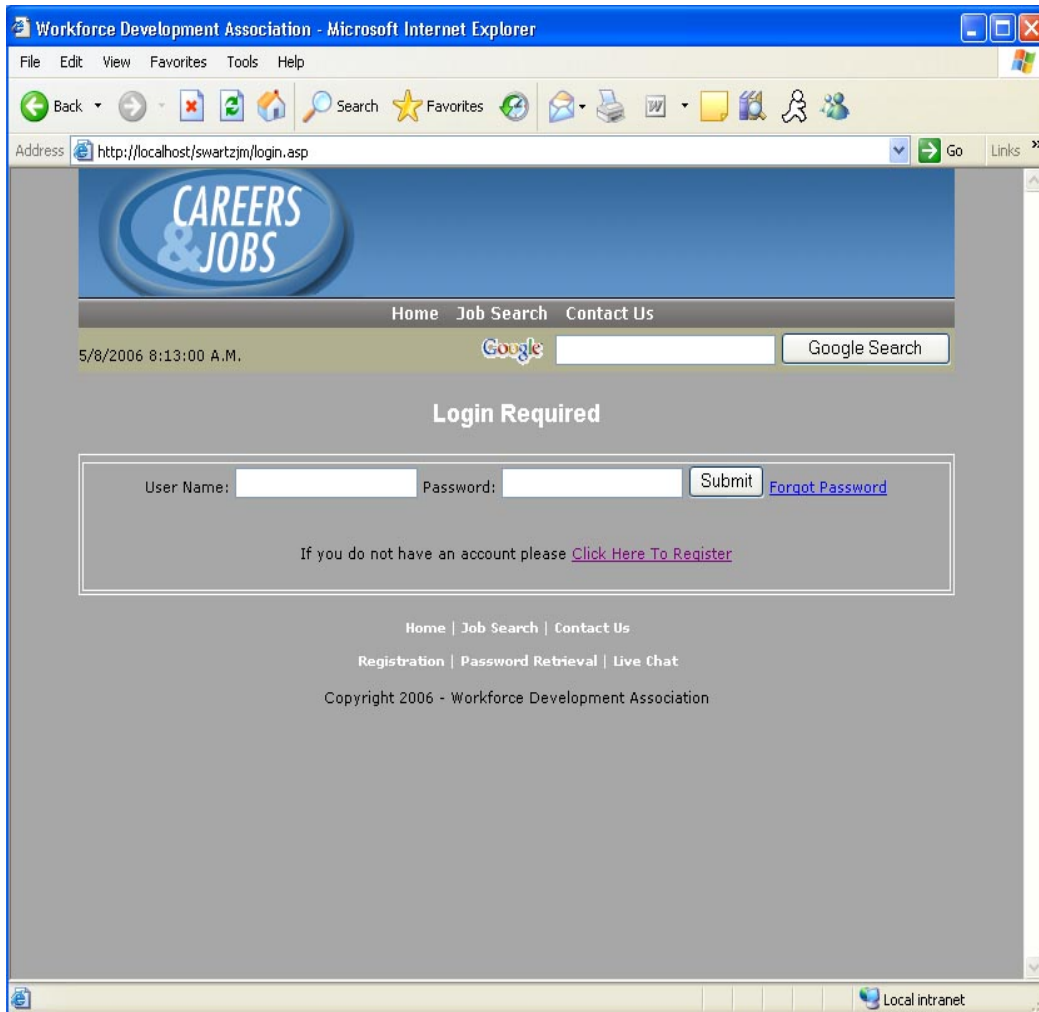 Workforce Development Association - Microsoft Internet Explorer
File Edit View Favorites Tools Help
Back Search Favorites W
Address http://localhost/swartzjm/login.asp Go Links »
CAREERS
& JOBS
Home Job Search Contact Us
5/8/2006 8:13:00 A.M. Google Google Search
Login Required
User Name: Password: Submit Forgot Password
If you do not have an account please Click Here To Register
Home | Job Search | Contact Us
Registration | Password Retrieval | Live Chat
Copyright 2006 - Workforce Development Association
Local intranet